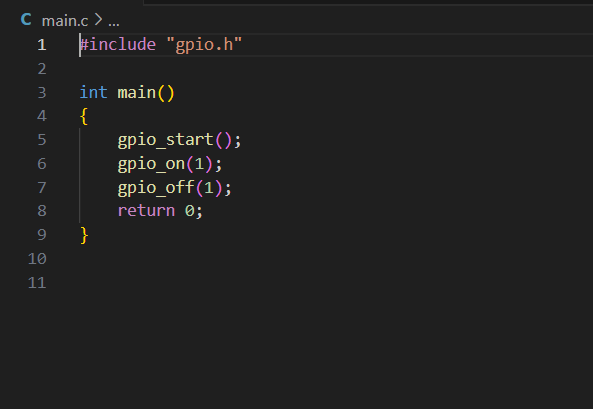 C main.c > ...
1 #include "gpio.h"
2
3 int main()
4 {
5     gpio_start();
6     gpio_on(1);
7     gpio_off(1);
8     return 0;
9 }
10
11